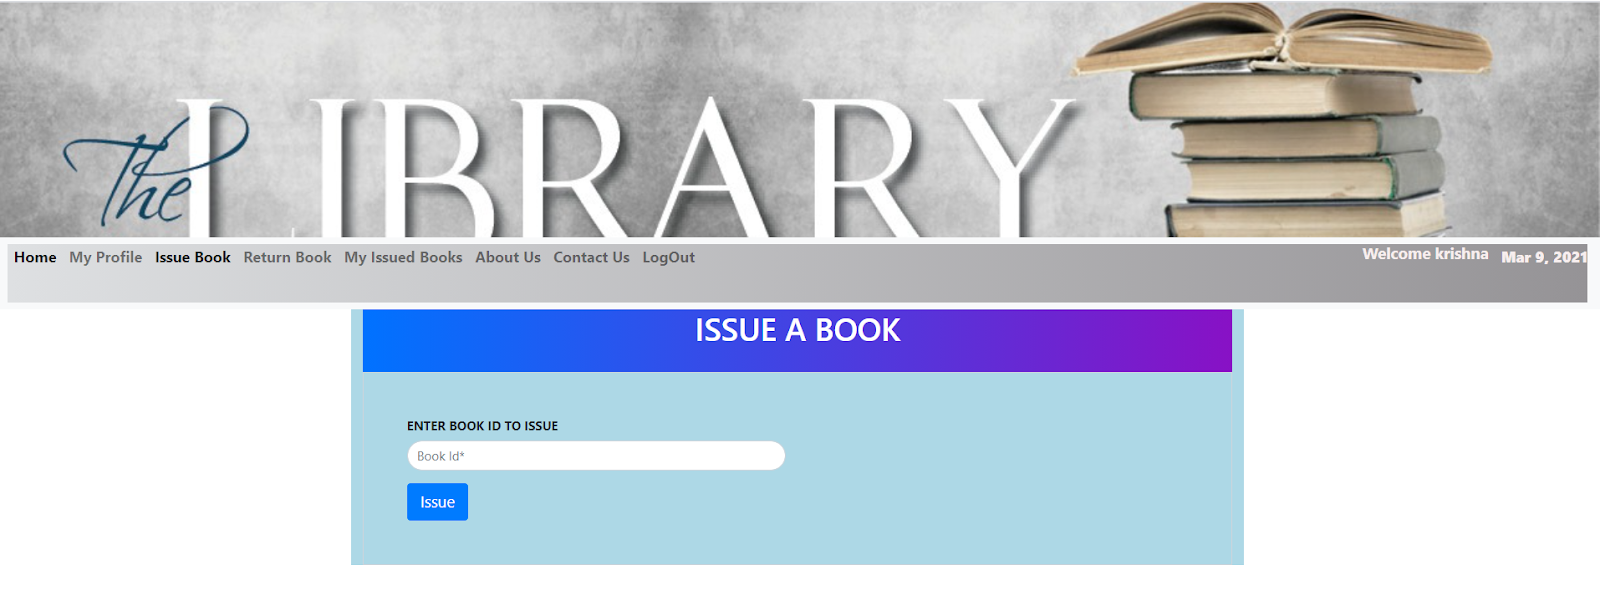 the LIBRARY
Home My Profile Issue Book Return Book My Issued Books About Us Contact Us LogOut Welcome krishna Mar 9, 2021
ISSUE A BOOK
ENTER BOOK ID TO ISSUE
Book Id*
Issue